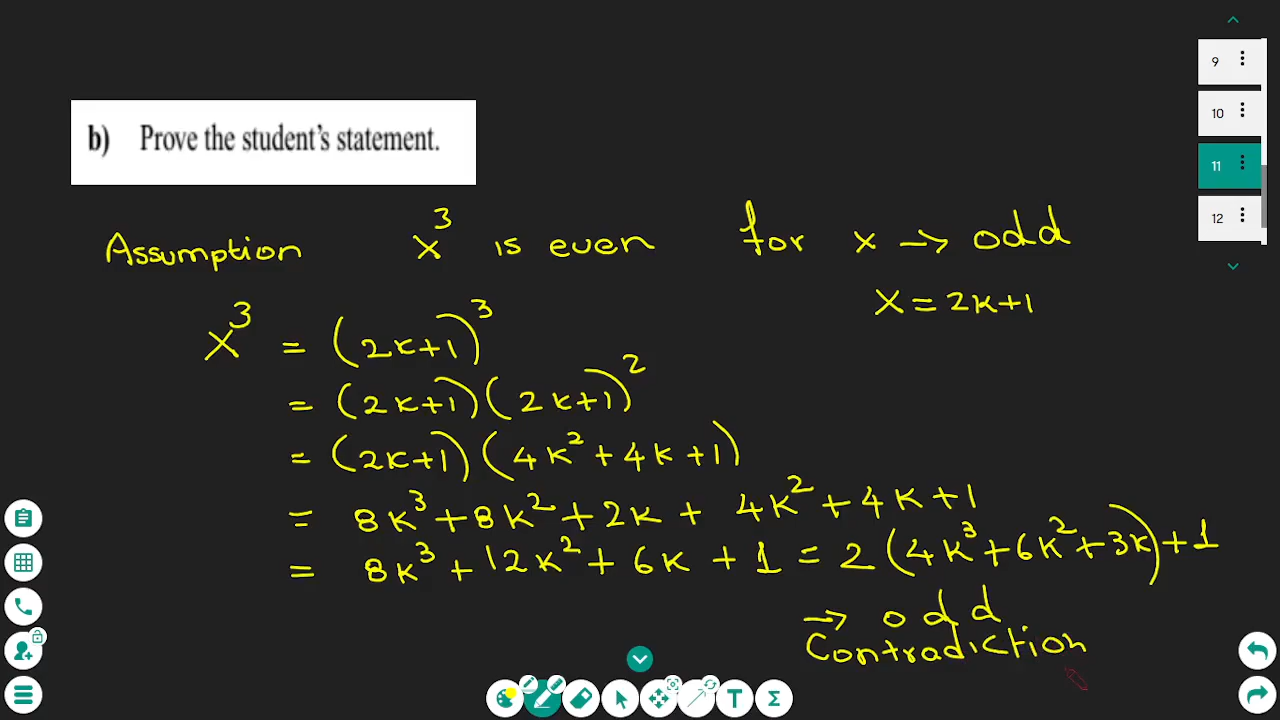 9
10
11
12
b) Prove the student's statement.
Assumption x³ is even for x → odd
x = 2k+1
x³ = (2k+1)³
= (2k+1)(2k+1)²
= (2k+1)(4k²+4k+1)
= 8k³+8k²+2k+4k²+4k+1
= 8k³+12k²+6k+1 = 2(4k³+6k²+3k)+1
→ odd
Contradiction
T
Σ